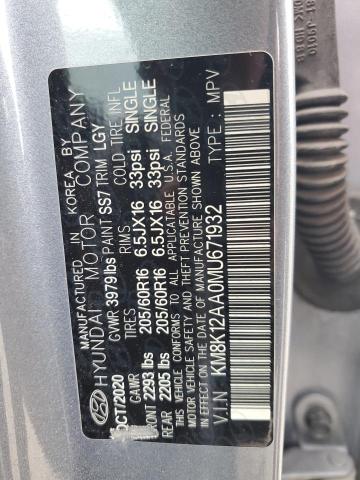 MANUFACTURED IN KOREA BY
HYUNDAI MOTOR COMPANY
OCT/2020 GVWR 3979 lbs PAINT SS7 TRIM LGY
GAWR TIRES RIMS COLD TIRE INFL
FRONT 2293 lbs 205/60R16 6.5JX16 33psi SINGLE
REAR 2205 lbs 205/60R16 6.5JX16 33psi SINGLE
THIS VEHICLE CONFORMS TO ALL APPLICABLE U.S.A. FEDERAL
MOTOR VEHICLE SAFETY AND THEFT PREVENTION STANDARDS
IN EFFECT ON THE DATE OF MANUFACTURE SHOWN ABOVE.
V.I.N : KM8K12AA0MU671932 TYPE : MPV